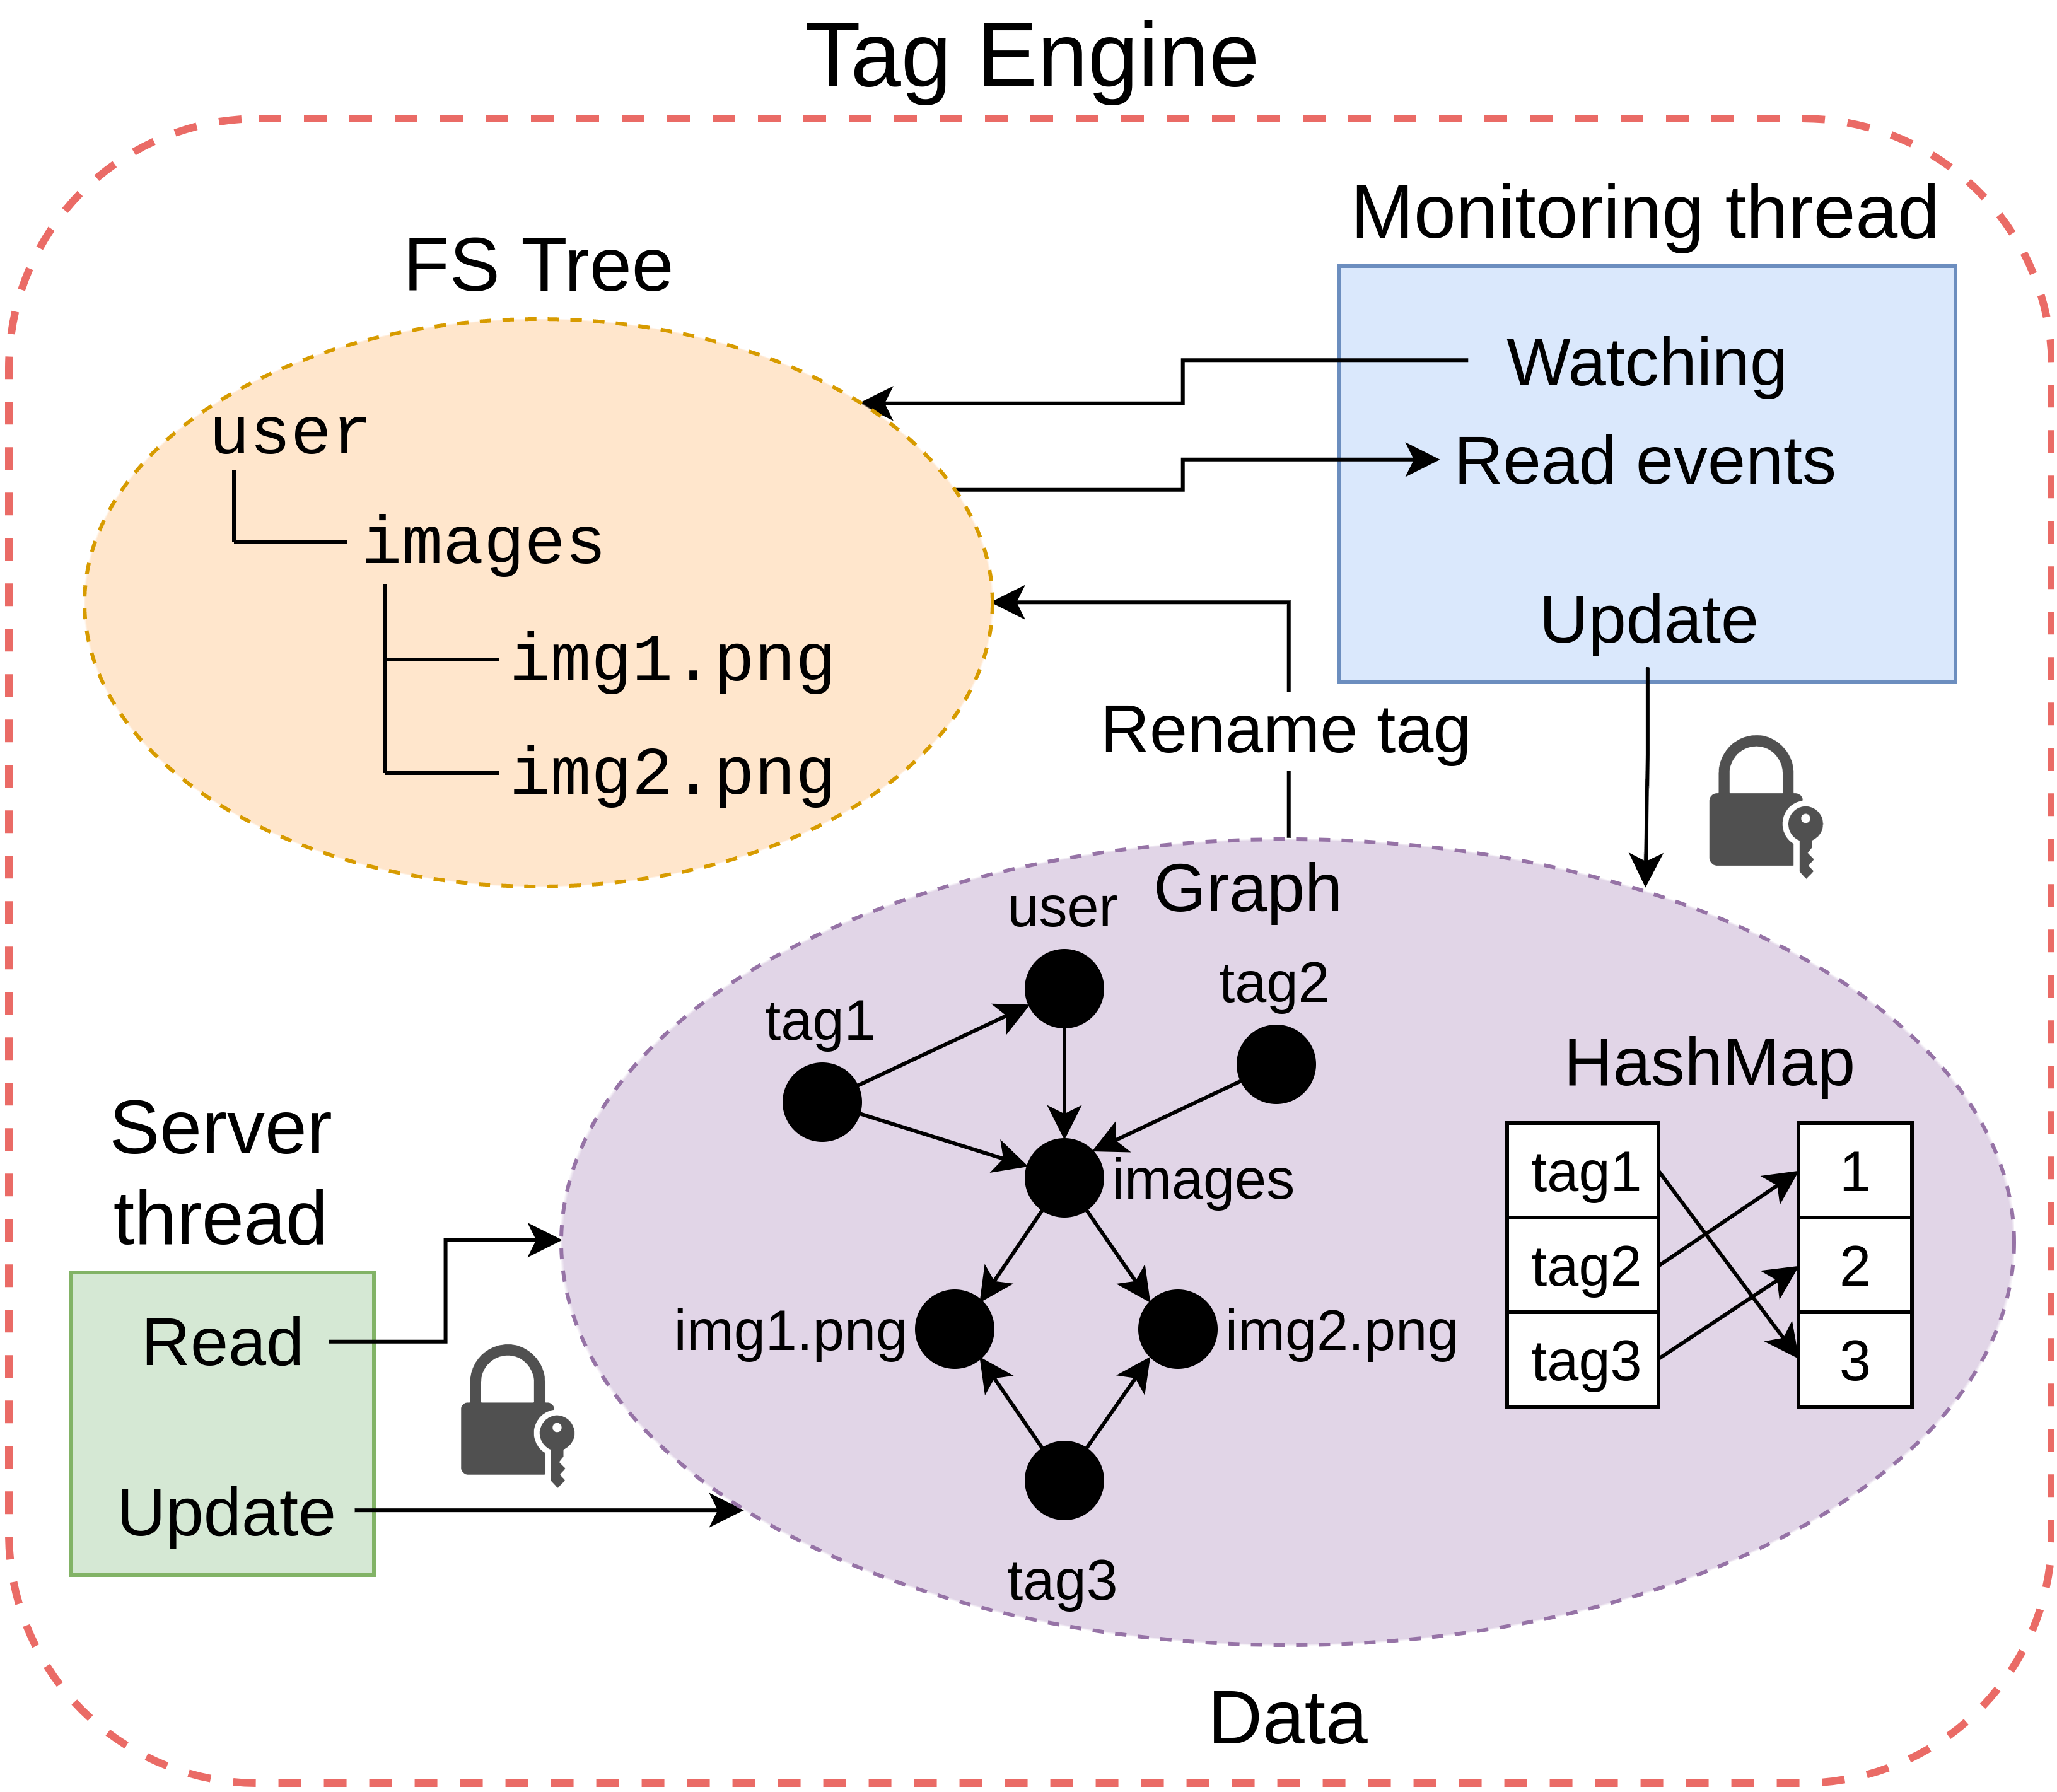 Tag Engine
FS Tree
user
images
img1.png
img2.png
Monitoring thread
Watching
Read events
Update
Rename tag
Graph
user
tag2
tag1
images
img1.png
img2.png
tag3
HashMap
tag1
1
tag2
2
tag3
3
Server
thread
Read
Update
Data